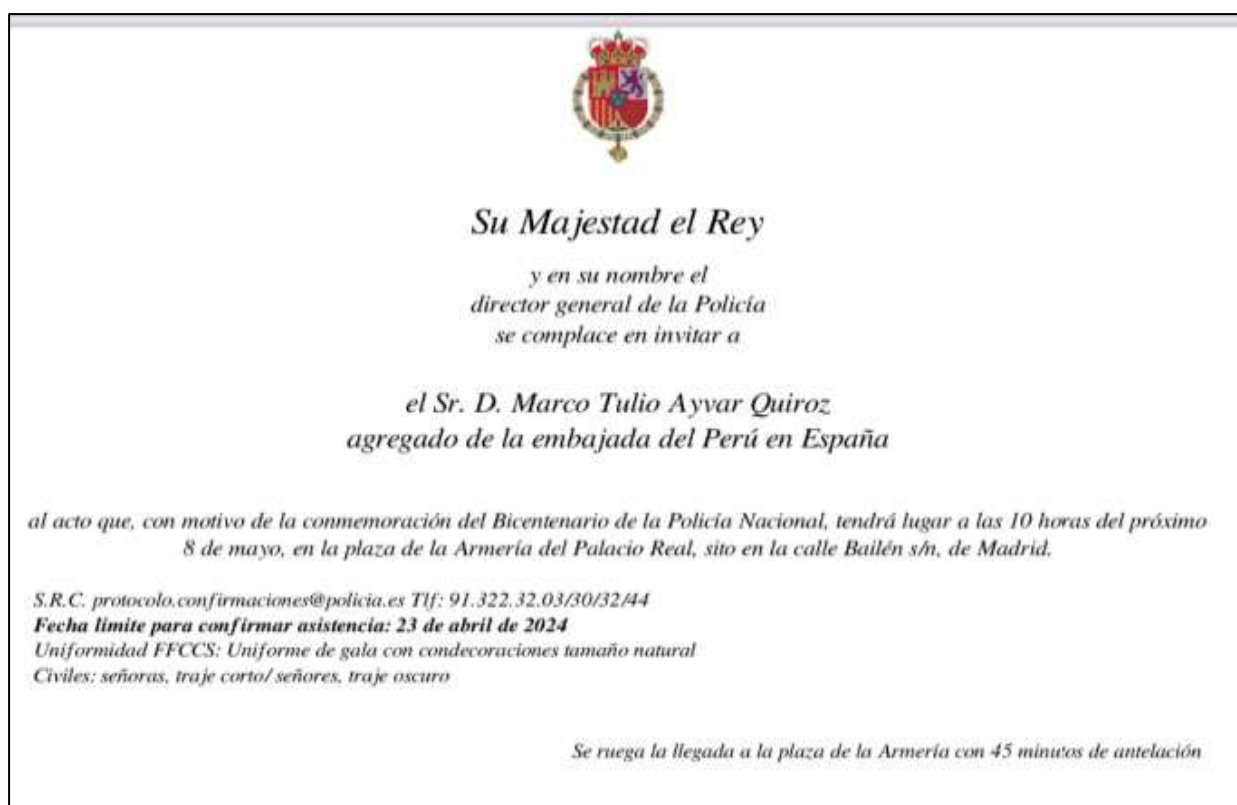 Su Majestad el Rey
y en su nombre el
director general de la Policía
se complace en invitar a
el Sr. D. Marco Tulio Ayvar Quiroz
agregado de la embajada del Perú en España
al acto que, con motivo de la conmemoración del Bicentenario de la Policía Nacional, tendrá lugar a las 10 horas del próximo
8 de mayo, en la plaza de la Armería del Palacio Real, sito en la calle Bailén s/n, de Madrid.
S.R.C. protocolo.confirmaciones@policia.es Tlf: 91.322.32.03/30/32/44
Fecha límite para confirmar asistencia: 23 de abril de 2024
Uniformidad FFCCS: Uniforme de gala con condecoraciones tamaño natural
Civiles: señoras, traje corto/ señores, traje oscuro
Se ruega la llegada a la plaza de la Armería con 45 minutos de antelación